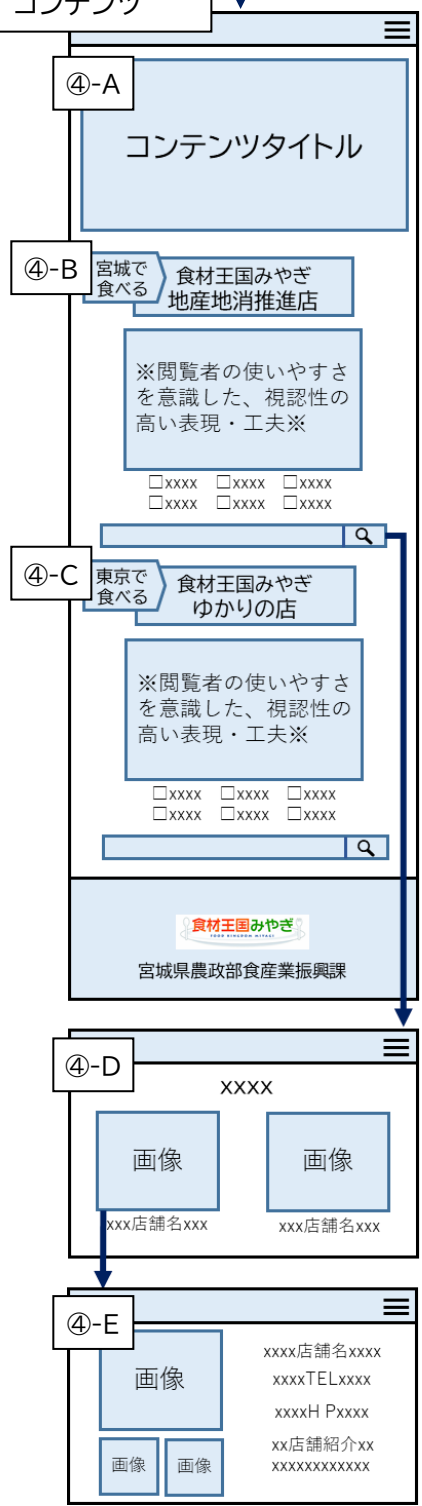 コンテンツ
④-A
コンテンツタイトル
④-B
宮城で
食べる
食材王国みやぎ
地産地消推進店
※閲覧者の使いやすさ
を意識した、視認性の
高い表現・工夫※
□xxxx □xxxx □xxxx
□xxxx □xxxx □xxxx
④-C
東京で
食べる
食材王国みやぎ
ゆかりの店
※閲覧者の使いやすさ
を意識した、視認性の
高い表現・工夫※
□xxxx □xxxx □xxxx
□xxxx □xxxx □xxxx
食材王国みやぎ
FOOD KINGDOM MIYAGI
宮城県農政部食産業振興課
④-D
xxxx
画像 画像
xxx店舗名xxx xxx店舗名xxx
④-E
画像
画像 画像
xxxx店舗名xxxx
xxxxTELxxxx
xxxxH Pxxxx
xx店舗紹介xx
xxxxxxxxxxxx